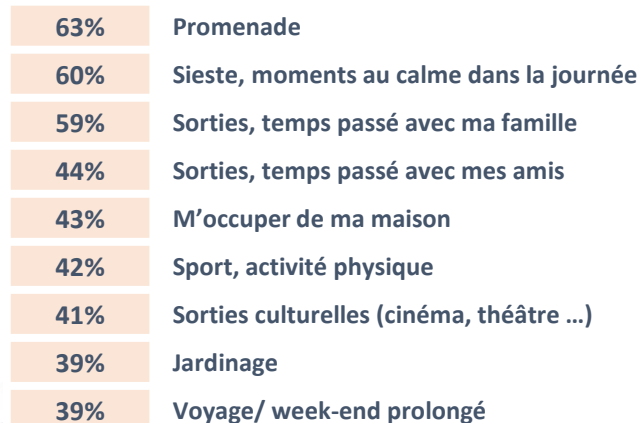 63% Promenade
60% Sieste, moments au calme dans la journée
59% Sorties, temps passé avec ma famille
44% Sorties, temps passé avec mes amis
43% M’occuper de ma maison
42% Sport, activité physique
41% Sorties culturelles (cinéma, théâtre …)
39% Jardinage
39% Voyage/ week-end prolongé